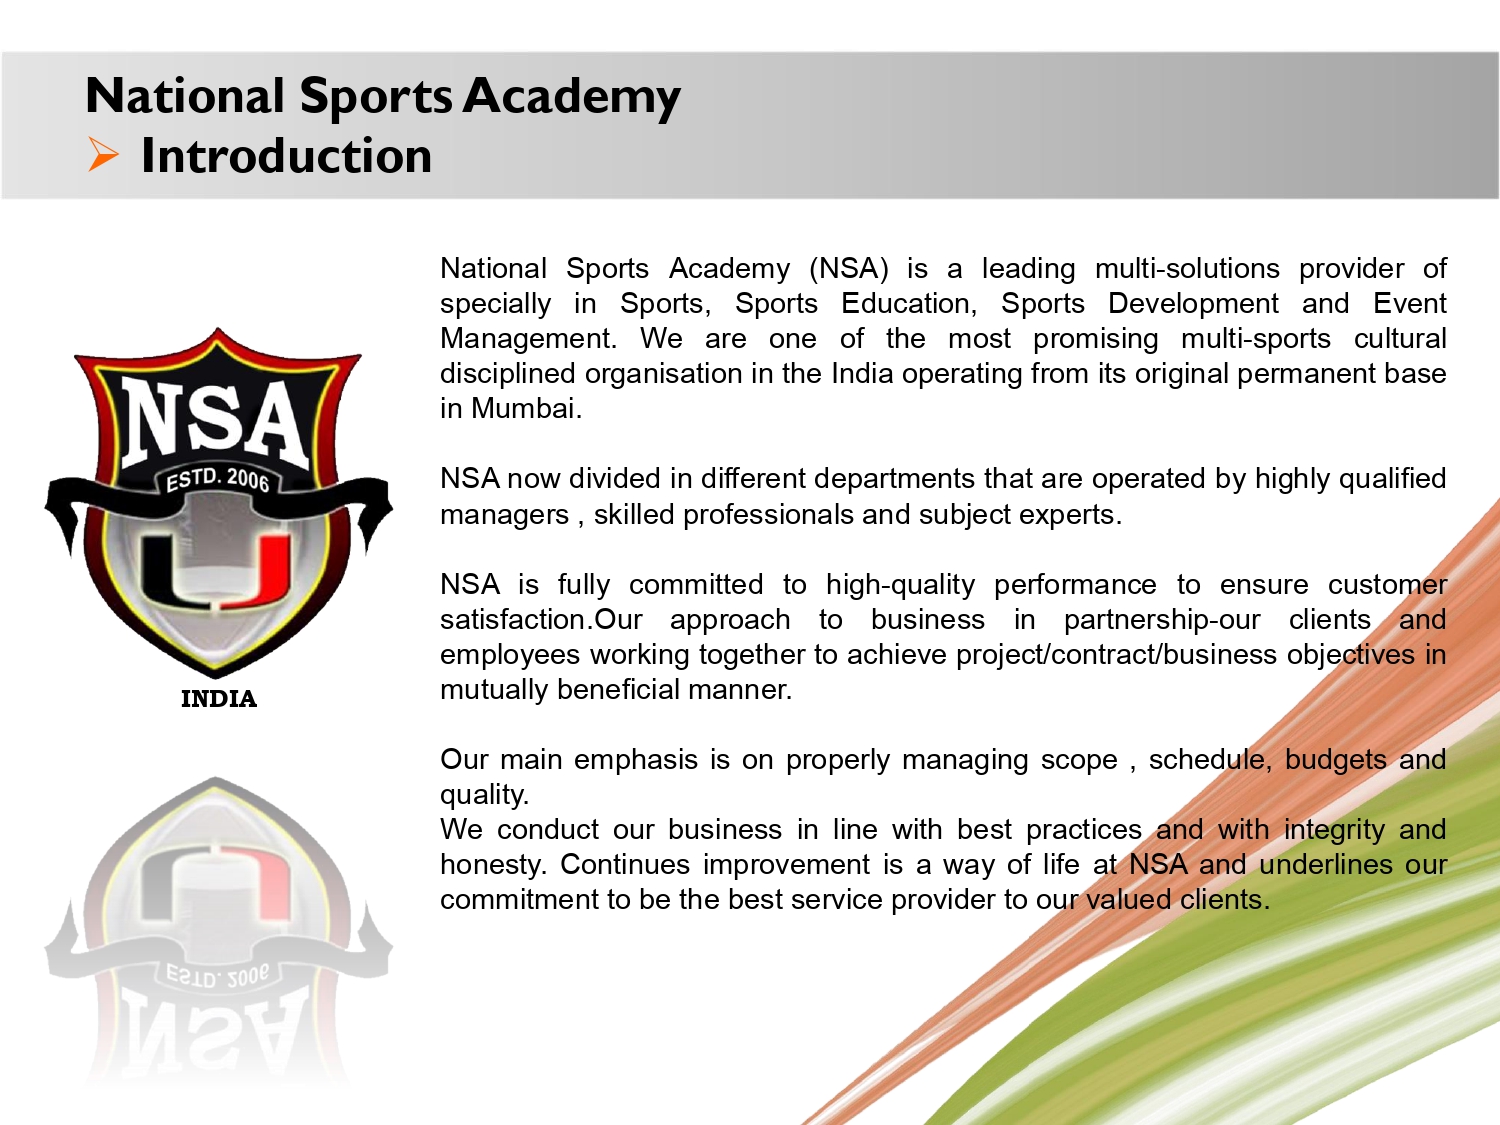 National Sports Academy
Introduction
NSA
ESTD. 2006
INDIA
National Sports Academy (NSA) is a leading multi-solutions provider of
specially in Sports, Sports Education, Sports Development and Event
Management. We are one of the most promising multi-sports cultural
disciplined organisation in the India operating from its original permanent base
in Mumbai.
NSA now divided in different departments that are operated by highly qualified
managers , skilled professionals and subject experts.
NSA is fully committed to high-quality performance to ensure customer
satisfaction.Our approach to business in partnership-our clients and
employees working together to achieve project/contract/business objectives in
mutually beneficial manner.
Our main emphasis is on properly managing scope , schedule, budgets and
quality.
We conduct our business in line with best practices and with integrity and
honesty. Continues improvement is a way of life at NSA and underlines our
commitment to be the best service provider to our valued clients.
ESTD. 2006
NSA